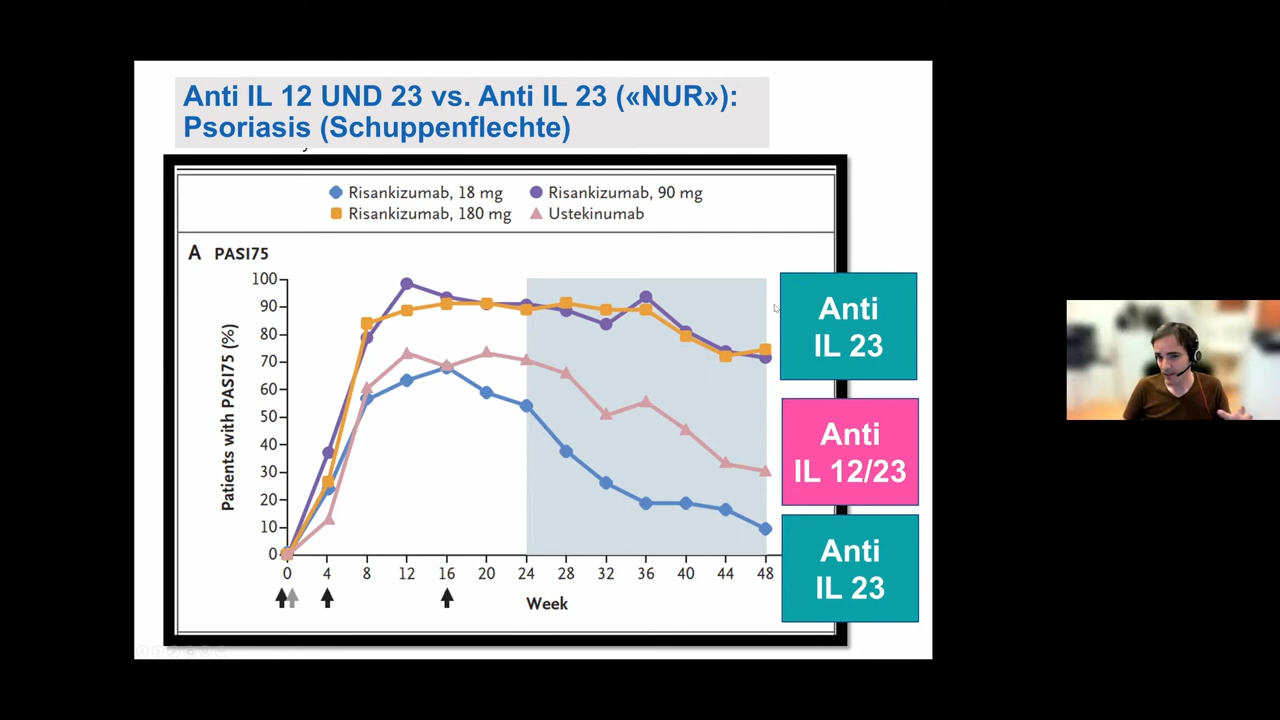 Anti IL 12 UND 23 vs. Anti IL 23 («NUR»):
Psoriasis (Schuppenflechte)
Risankizumab, 18 mg
Risankizumab, 90 mg
Risankizumab, 180 mg
Ustekinumab
A PASI75
Patients with PASI75 (%)
100
90
80
70
60
50
40
30
20
10
0
0 4 8 12 16 20 24 28 32 36 40 44 48
Week
Anti
IL 23
Anti
IL 12/23
Anti
IL 23